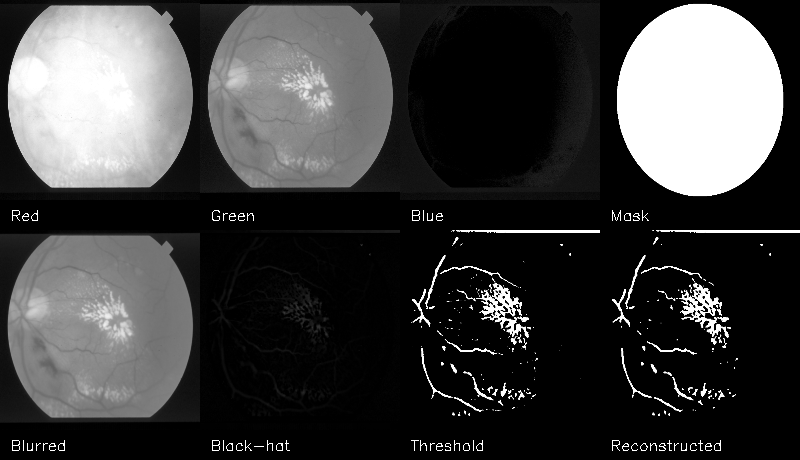 Red
Green
Blue
Mask
Blurred
Black-hat
Threshold
Reconstructed